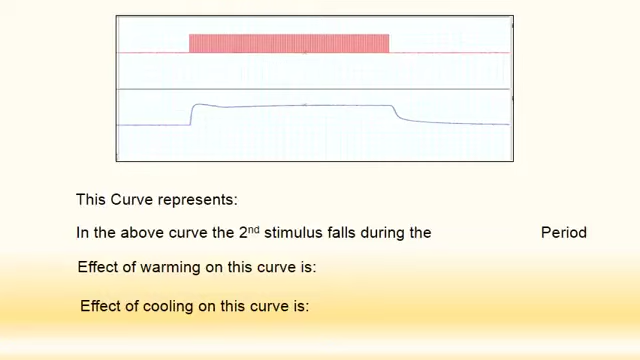 This Curve represents:
In the above curve the 2nd stimulus falls during the Period
Effect of warming on this curve is:
Effect of cooling on this curve is: